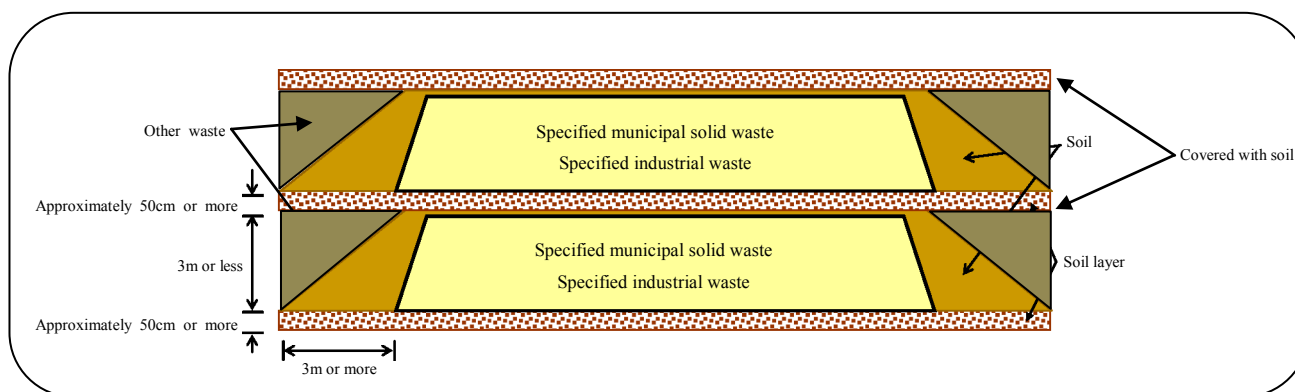 Specified municipal solid waste
Specified industrial waste
Other waste
Soil
Covered with soil
Approximately 50cm or more
Specified municipal solid waste
Specified industrial waste
3m or less
Soil layer
Approximately 50cm or more
3m or more